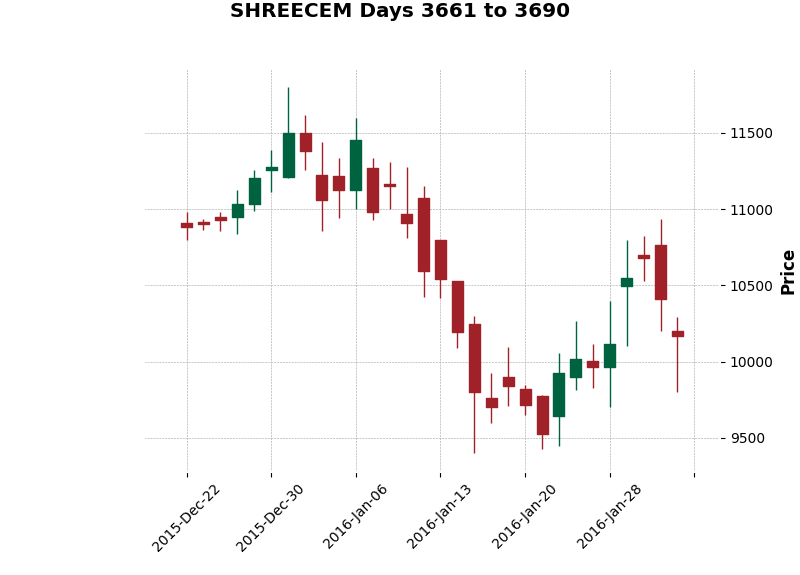 SHREECEM Days 3661 to 3690
11500
11000
10500
10000
9500
Price
2015-Dec-22
2015-Dec-30
2016-Jan-06
2016-Jan-13
2016-Jan-20
2016-Jan-28